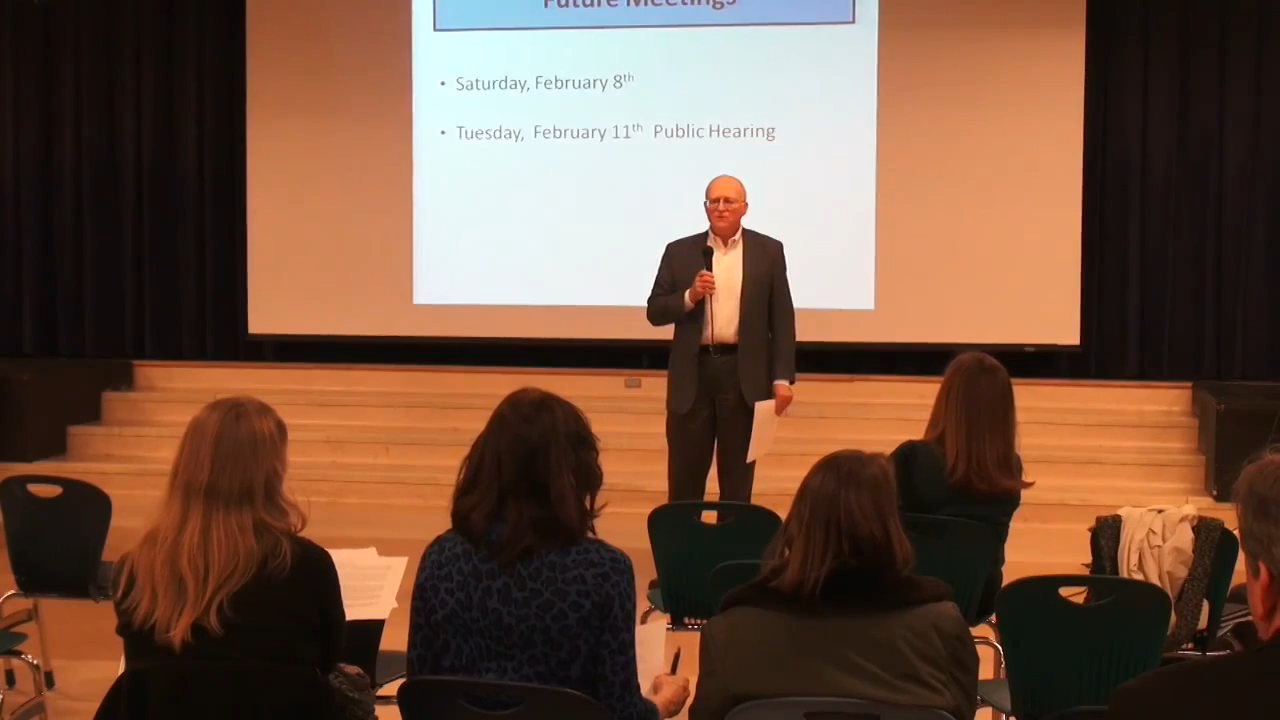 Future Meetings
• Saturday, February 8th
• Tuesday, February 11th Public Hearing